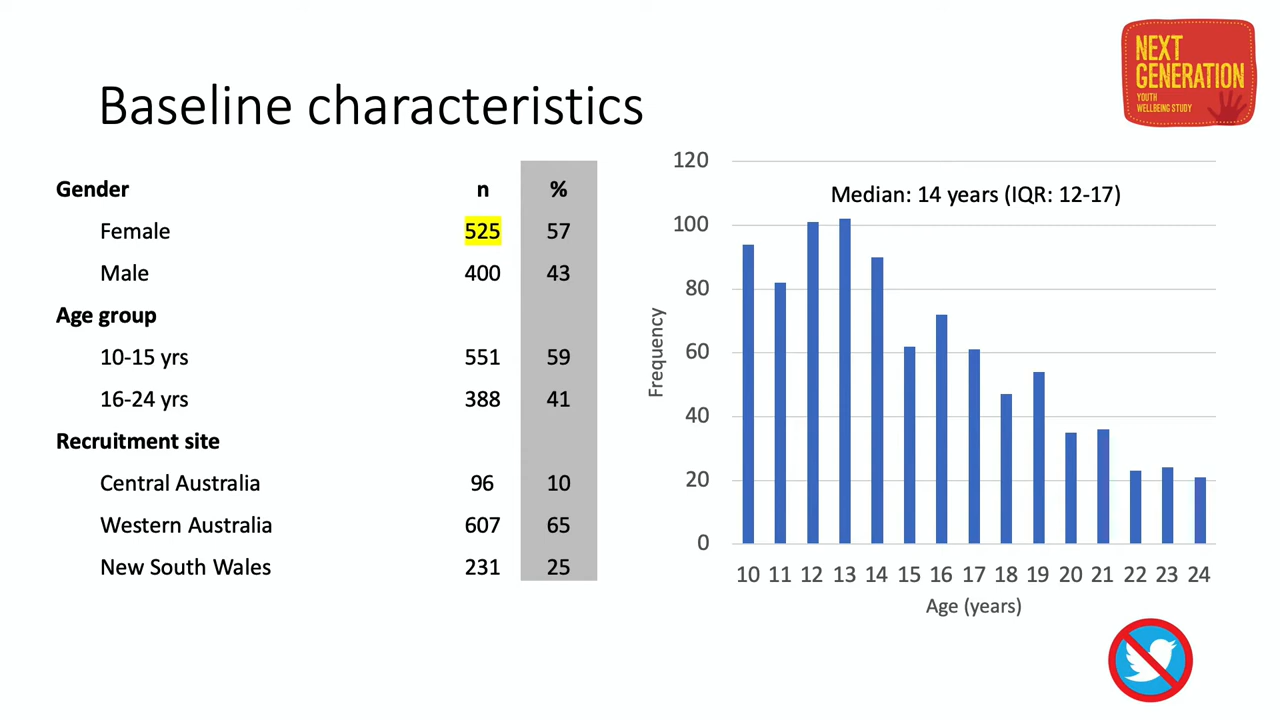 Baseline characteristics
NEXT
GENERATION
YOUTH
WELLBEING STUDY
Gender n %
Female 525 57
Male 400 43
Age group
10-15 yrs 551 59
16-24 yrs 388 41
Recruitment site
Central Australia 96 10
Western Australia 607 65
New South Wales 231 25
Median: 14 years (IQR: 12-17)
Frequency
120
100
80
60
40
20
0
10 11 12 13 14 15 16 17 18 19 20 21 22 23 24
Age (years)